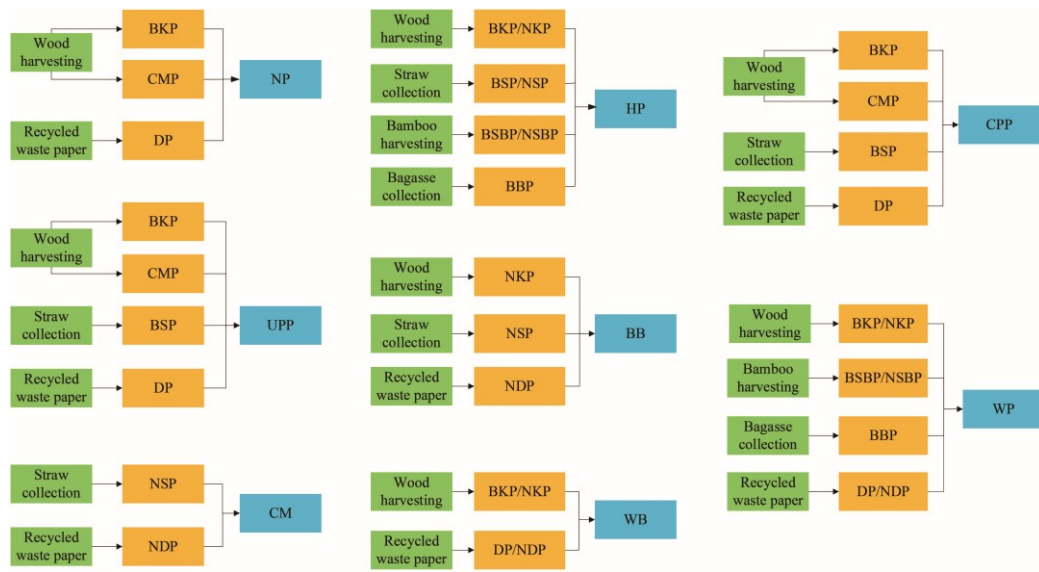 BKP
Wood
harvesting
CMP
NP
Recycled
waste paper
DP
BKP
Wood
harvesting
CMP
Straw
collection
BSP
UPP
Recycled
waste paper
DP
Straw
collection
NSP
CM
Recycled
waste paper
NDP
Wood
harvesting
BKP/NKP
Straw
collection
BSP/NSP
HP
Bamboo
harvesting
BSBP/NSBP
Bagasse
collection
BBP
Wood
harvesting
NKP
Straw
collection
NSP
BB
Recycled
waste paper
NDP
Wood
harvesting
BKP/NKP
WB
Recycled
waste paper
DP/NDP
BKP
Wood
harvesting
CMP
CPP
Straw
collection
BSP
Recycled
waste paper
DP
Wood
harvesting
BKP/NKP
Bamboo
harvesting
BSBP/NSBP
WP
Bagasse
collection
BBP
Recycled
waste paper
DP/NDP